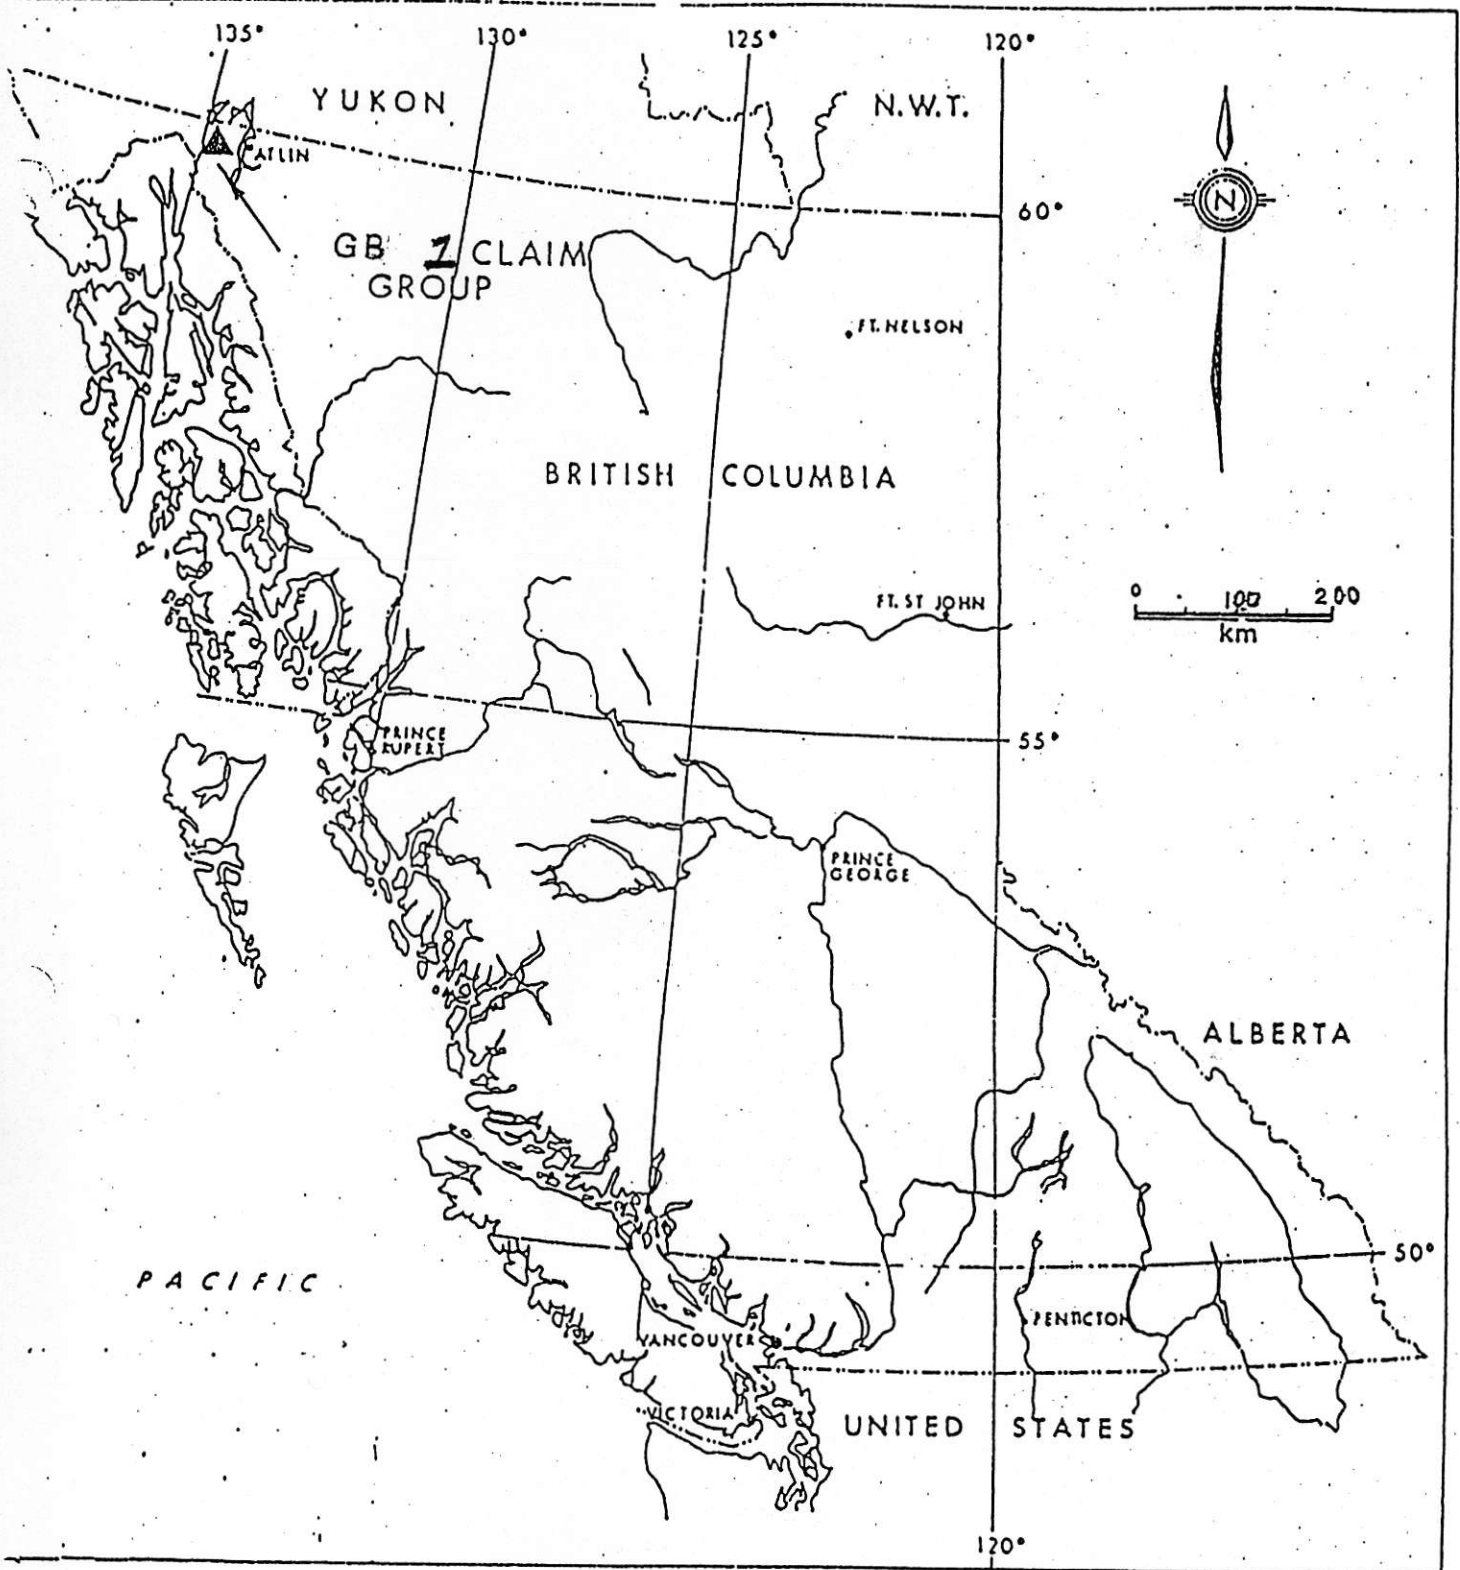 135°
130°
125°
120°
YUKON
N.W.T.
ATLIN
60°
GB 1 CLAIM
GROUP
FT. NELSON
N
BRITISH COLUMBIA
0 100 200
km
FT. ST JOHN
PRINCE
RUPERT
55°
PRINCE
GEORGE
ALBERTA
50°
PACIFIC
PENTICTON
VANCOUVER
VICTORIA
UNITED STATES
120°